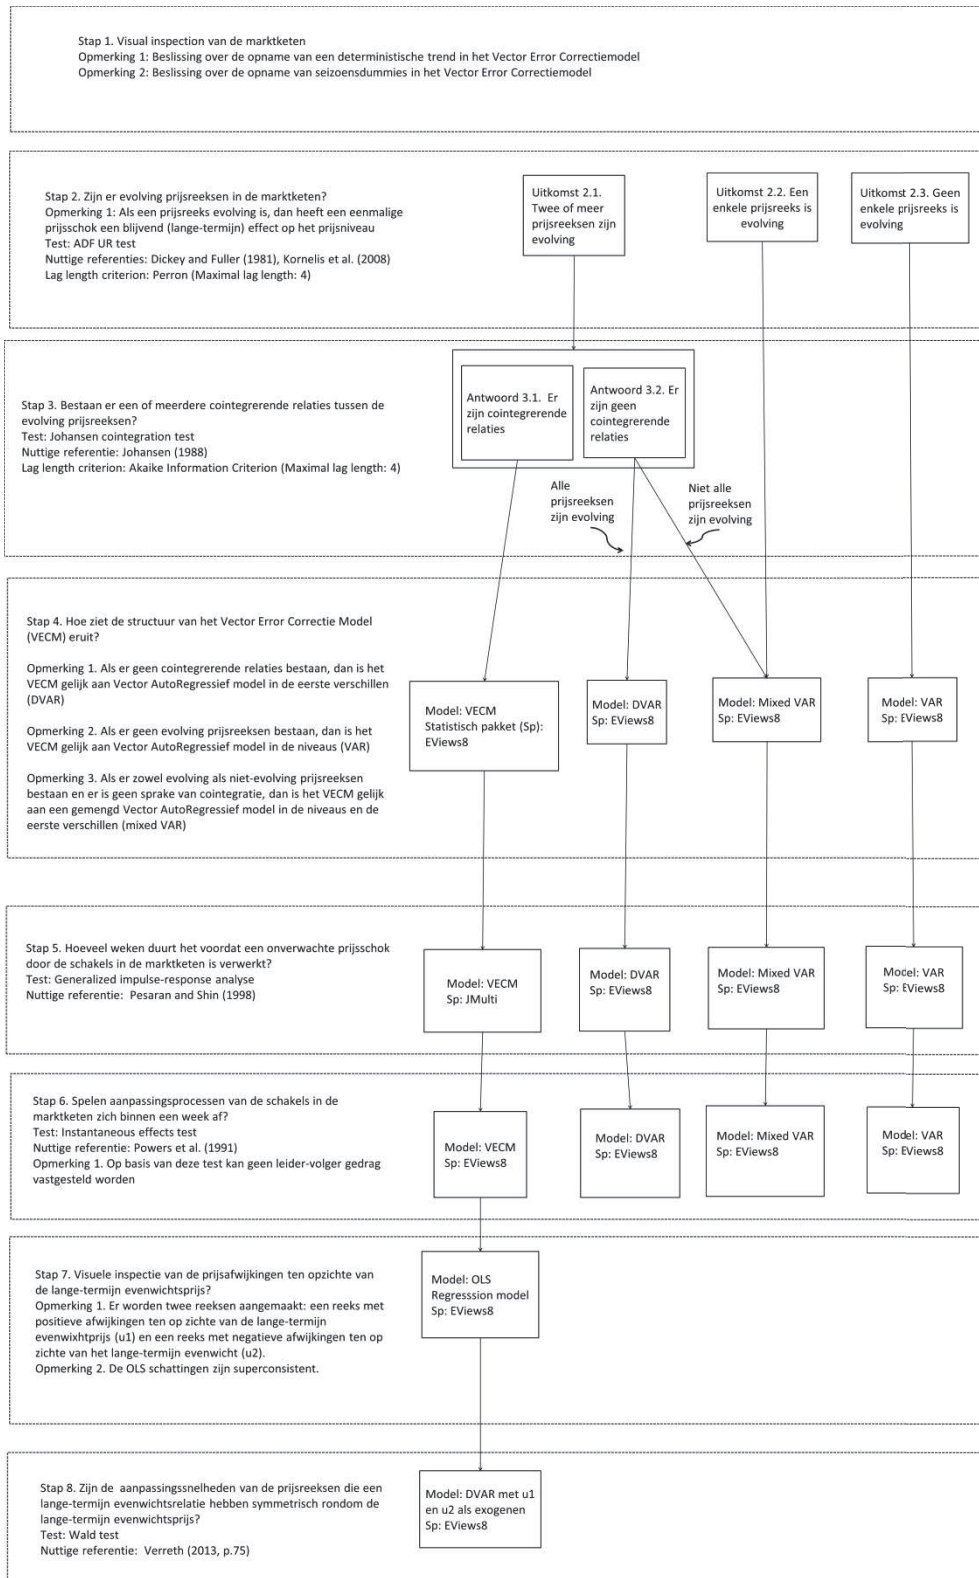 Stap 1. Visual inspection van de marktketen
Opmerking 1: Beslissing over de opname van een deterministische trend in het Vector Error Correctiemodel
Opmerking 2: Beslissing over de opname van seizoensdummies in het Vector Error Correctiemodel
Stap 2. Zijn er evolving prijsreeksen in de marktketen?
Opmerking 1: Als een prijsreeks evolving is, dan heeft een eenmalige
prijsschok een blijvend (lange-termijn) effect op het prijsniveau
Test: ADF UR test
Nuttige referenties: Dickey and Fuller (1981), Kornelis et al. (2008)
Lag length criterion: Perron (Maximal lag length: 4)
Uitkomst 2.1.
Twee of meer
prijsreeksen zijn
evolving
Uitkomst 2.2. Een
enkele prijsreeks is
evolving
Uitkomst 2.3. Geen
enkele prijsreeks is
evolving
Stap 3. Bestaan er een of meerdere cointegrerende relaties tussen de
evolving prijsreeksen?
Test: Johansen cointegration test
Nuttige referentie: Johansen (1988)
Lag length criterion: Akaike Information Criterion (Maximal lag length: 4)
Antwoord 3.1. Er
zijn cointegrerende
relaties
Antwoord 3.2. Er
zijn geen
cointegrerende
relaties
Alle
prijsreeksen
zijn evolving
Niet alle
prijsreeksen
zijn evolving
Stap 4. Hoe ziet de structuur van het Vector Error Correctie Model
(VECM) eruit?
Opmerking 1. Als er geen cointegrerende relaties bestaan, dan is het
VECM gelijk aan Vector AutoRegressief model in de eerste verschillen
(DVAR)
Opmerking 2. Als er geen evolving prijsreeksen bestaan, dan is het
VECM gelijk aan Vector AutoRegressief model in de niveaus (VAR)
Opmerking 3. Als er zowel evolving als niet-evolving prijsreeksen
bestaan en er is geen sprake van cointegratie, dan is het VECM gelijk
aan een gemengd Vector AutoRegressief model in de niveaus en de
eerste verschillen (mixed VAR)
Model: VECM
Statistisch pakket (Sp):
EViews8
Model: DVAR
Sp: EViews8
Model: Mixed VAR
Sp: EViews8
Model: VAR
Sp: EViews8
Stap 5. Hoeveel weken duurt het voordat een onverwachte prijsschok
door de schakels in de marktketen is verwerkt?
Test: Generalized impulse-response analyse
Nuttige referentie: Pesaran and Shin (1998)
Model: VECM
Sp: JMulti
Model: DVAR
Sp: EViews8
Model: Mixed VAR
Sp: EViews8
Model: VAR
Sp: EViews8
Stap 6. Spelen aanpassingsprocessen van de schakels in de
marktketen zich binnen een week af?
Test: Instantaneous effects test
Nuttige referentie: Powers et al. (1991)
Opmerking 1. Op basis van deze test kan geen leider-volger gedrag
vastgesteld worden
Model: VECM
Sp: EViews8
Model: DVAR
Sp: EViews8
Model: Mixed VAR
Sp: EViews8
Model: VAR
Sp: EViews8
Stap 7. Visuele inspectie van de prijsafwijkingen ten opzichte van
de lange-termijn evenwichtsprijs?
Opmerking 1. Er worden twee reeksen aangemaakt: een reeks met
positieve afwijkingen ten op zichte van de lange-termijn
evenwixhtprijs (u1) en een reeks met negatieve afwijkingen ten op
zichte van het lange-termijn evenwicht (u2).
Opmerking 2. De OLS schattingen zijn superconsistent.
Model: OLS
Regresssion model
Sp: EViews8
Stap 8. Zijn de aanpassingssnelheden van de prijsreeksen die een
lange-termijn evenwichtsrelatie hebben symmetrisch rondom de
lange-termijn evenwichtsprijs?
Test: Wald test
Nuttige referentie: Verreth (2013, p.75)
Model: DVAR met u1
en u2 als exogenen
Sp: EViews8